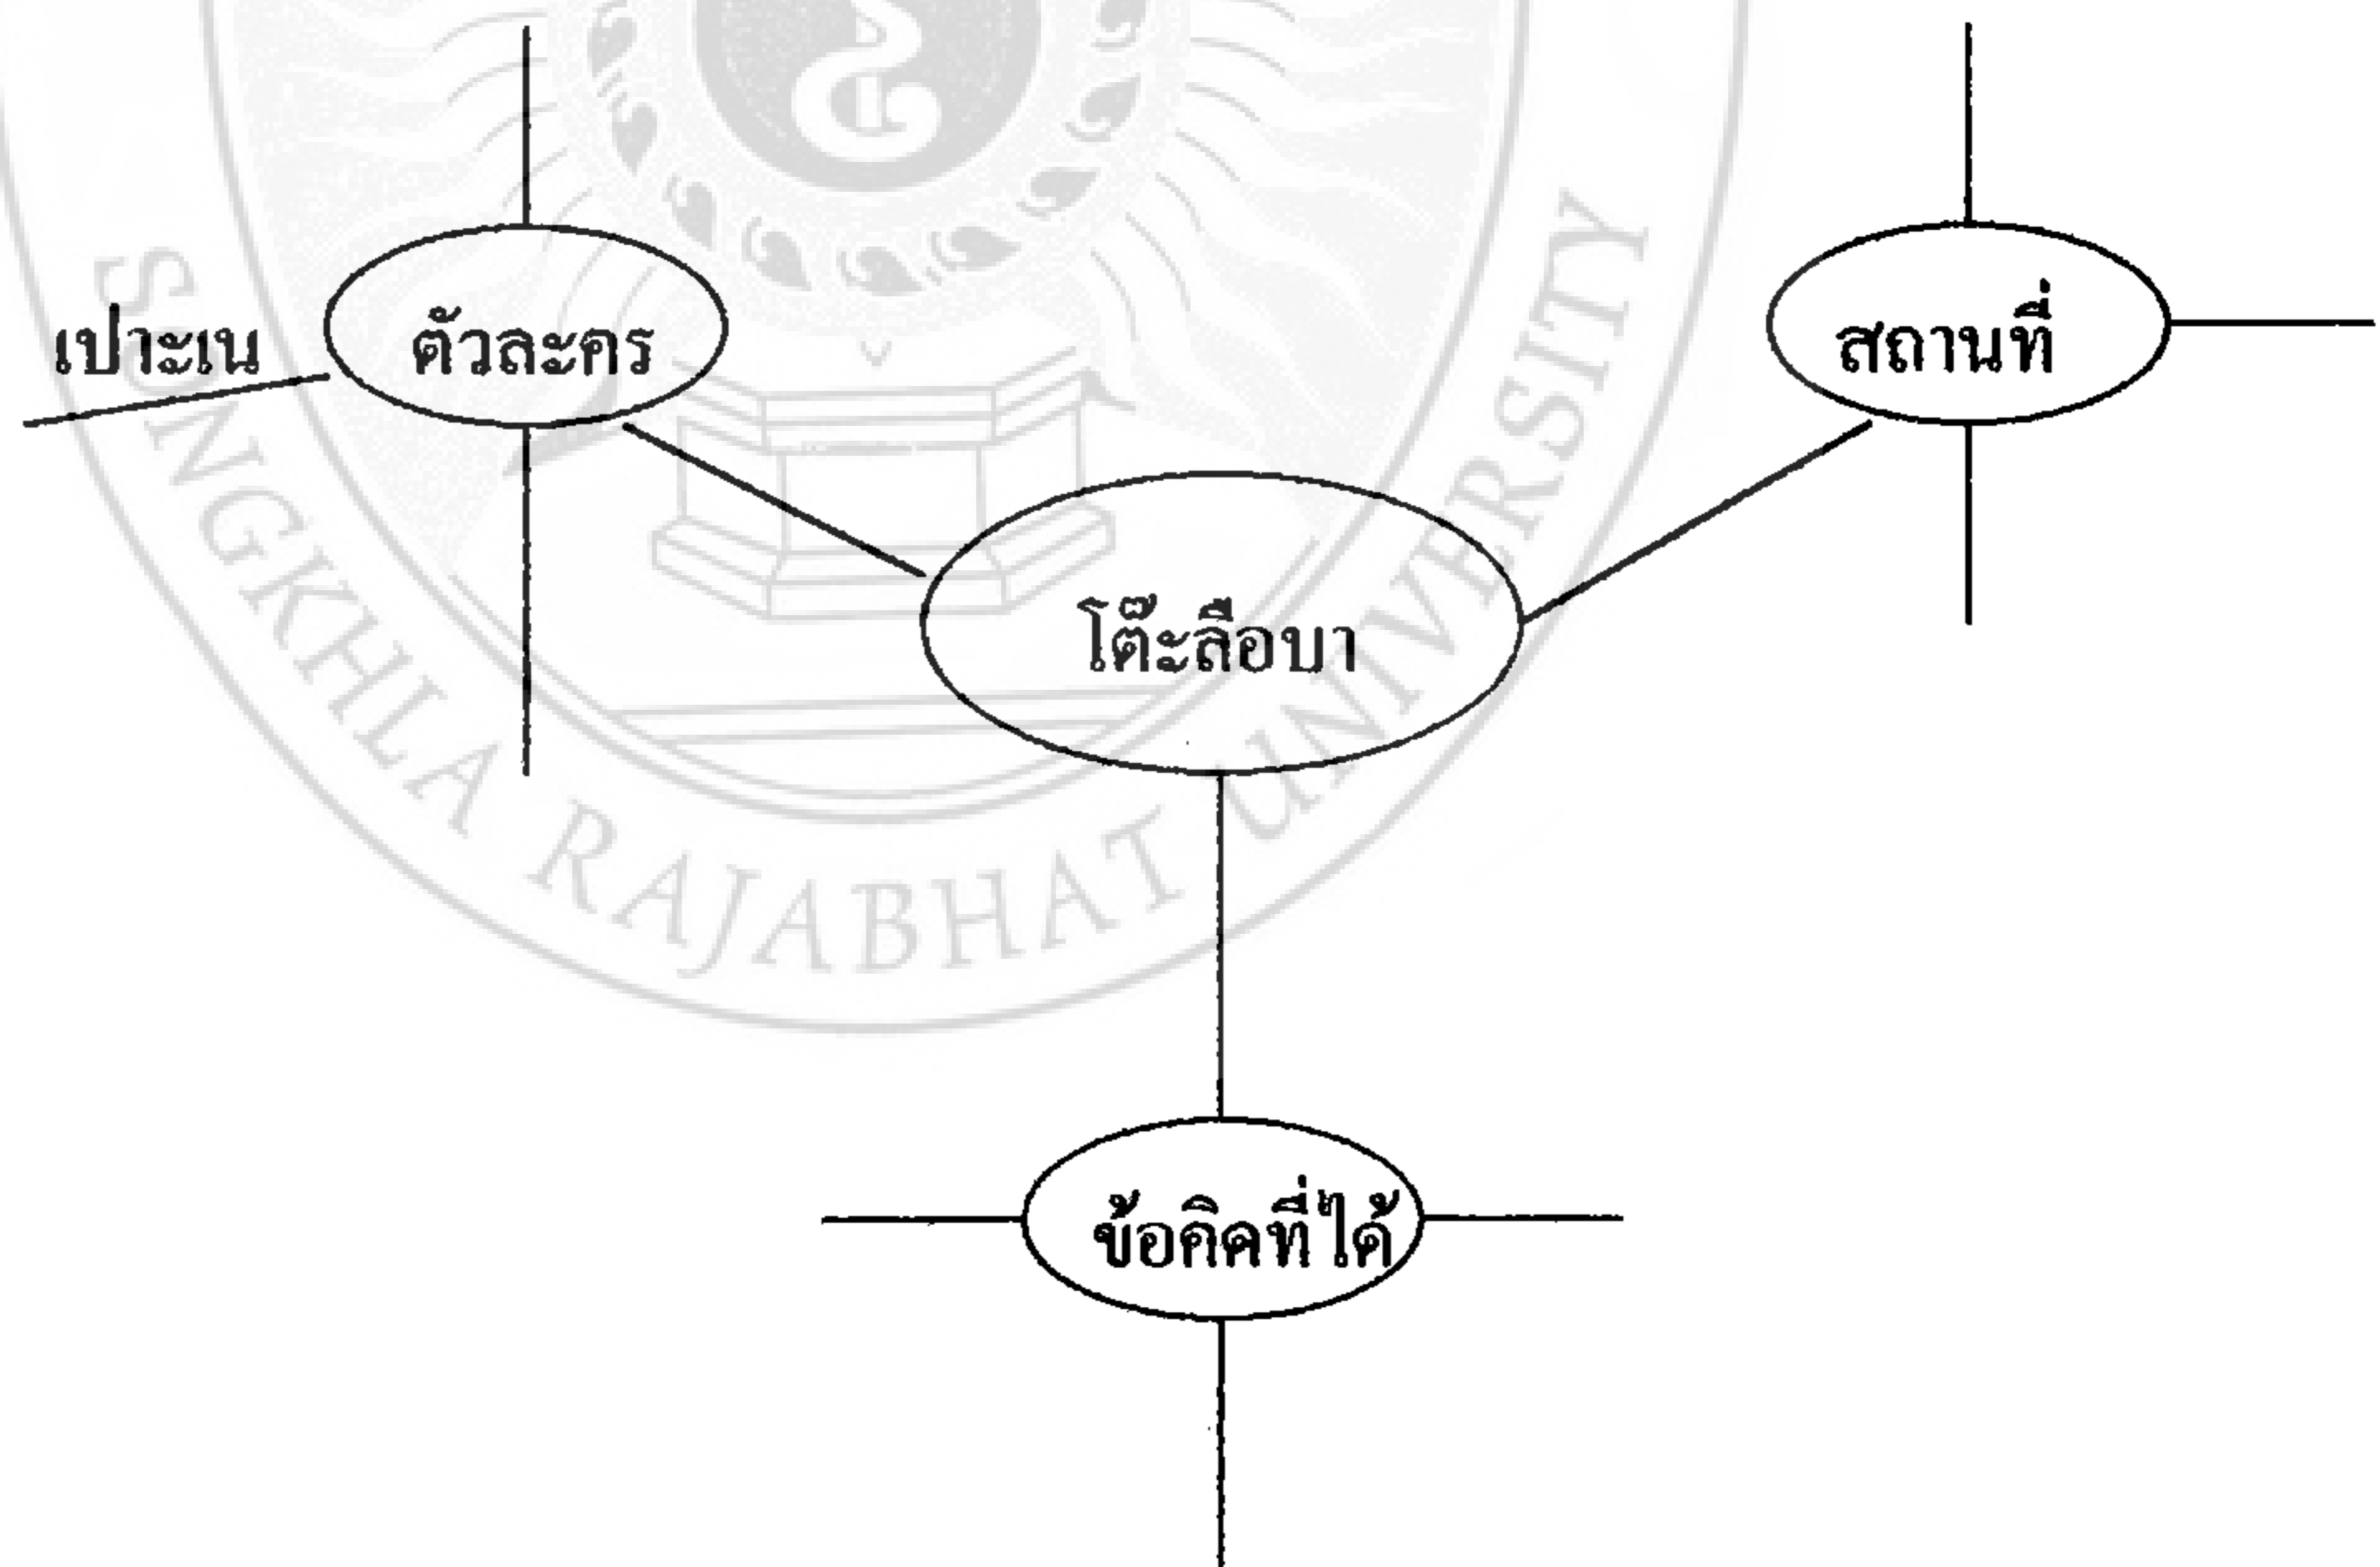 เปาะเน
ตัวละคร
สถานที่
โต๊ะลือบา
ข้อคิดที่ได้
SONGKHLA RAJABHAT UNIVERSITY